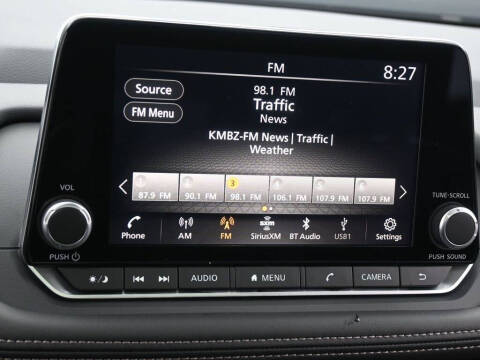 FM 8:27
Source
98.1 FM
Traffic
News
FM Menu
KMBZ-FM News | Traffic |
Weather
3
87.9 FM 90.1 FM 98.1 FM 106.1 FM 107.9 FM 107.9 FM
VOL
TUNE·SCROLL
Phone AM FM SiriusXM BT Audio USB1 Settings
sxm
PUSH
PUSH SOUND
AUDIO MENU CAMERA